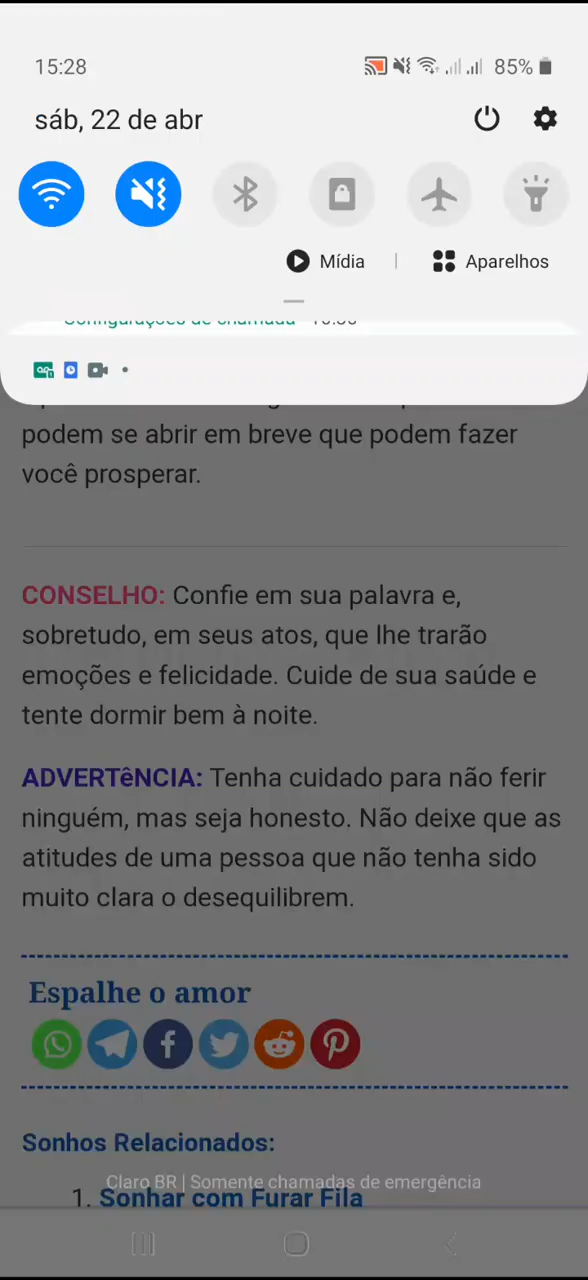 15:28 85%
sáb, 22 de abr
Mídia | Aparelhos
Configurações de chamada
podem se abrir em breve que podem fazer
você prosperar.
CONSELHO: Confie em sua palavra e,
sobretudo, em seus atos, que lhe trarão
emoções e felicidade. Cuide de sua saúde e
tente dormir bem à noite.
ADVERTêNCIA: Tenha cuidado para não ferir
ninguém, mas seja honesto. Não deixe que as
atitudes de uma pessoa que não tenha sido
muito clara o desequilibrem.
Espalhe o amor
Sonhos Relacionados:
Claro BR | Somente chamadas de emergência
1. Sonhar com Furar Fila